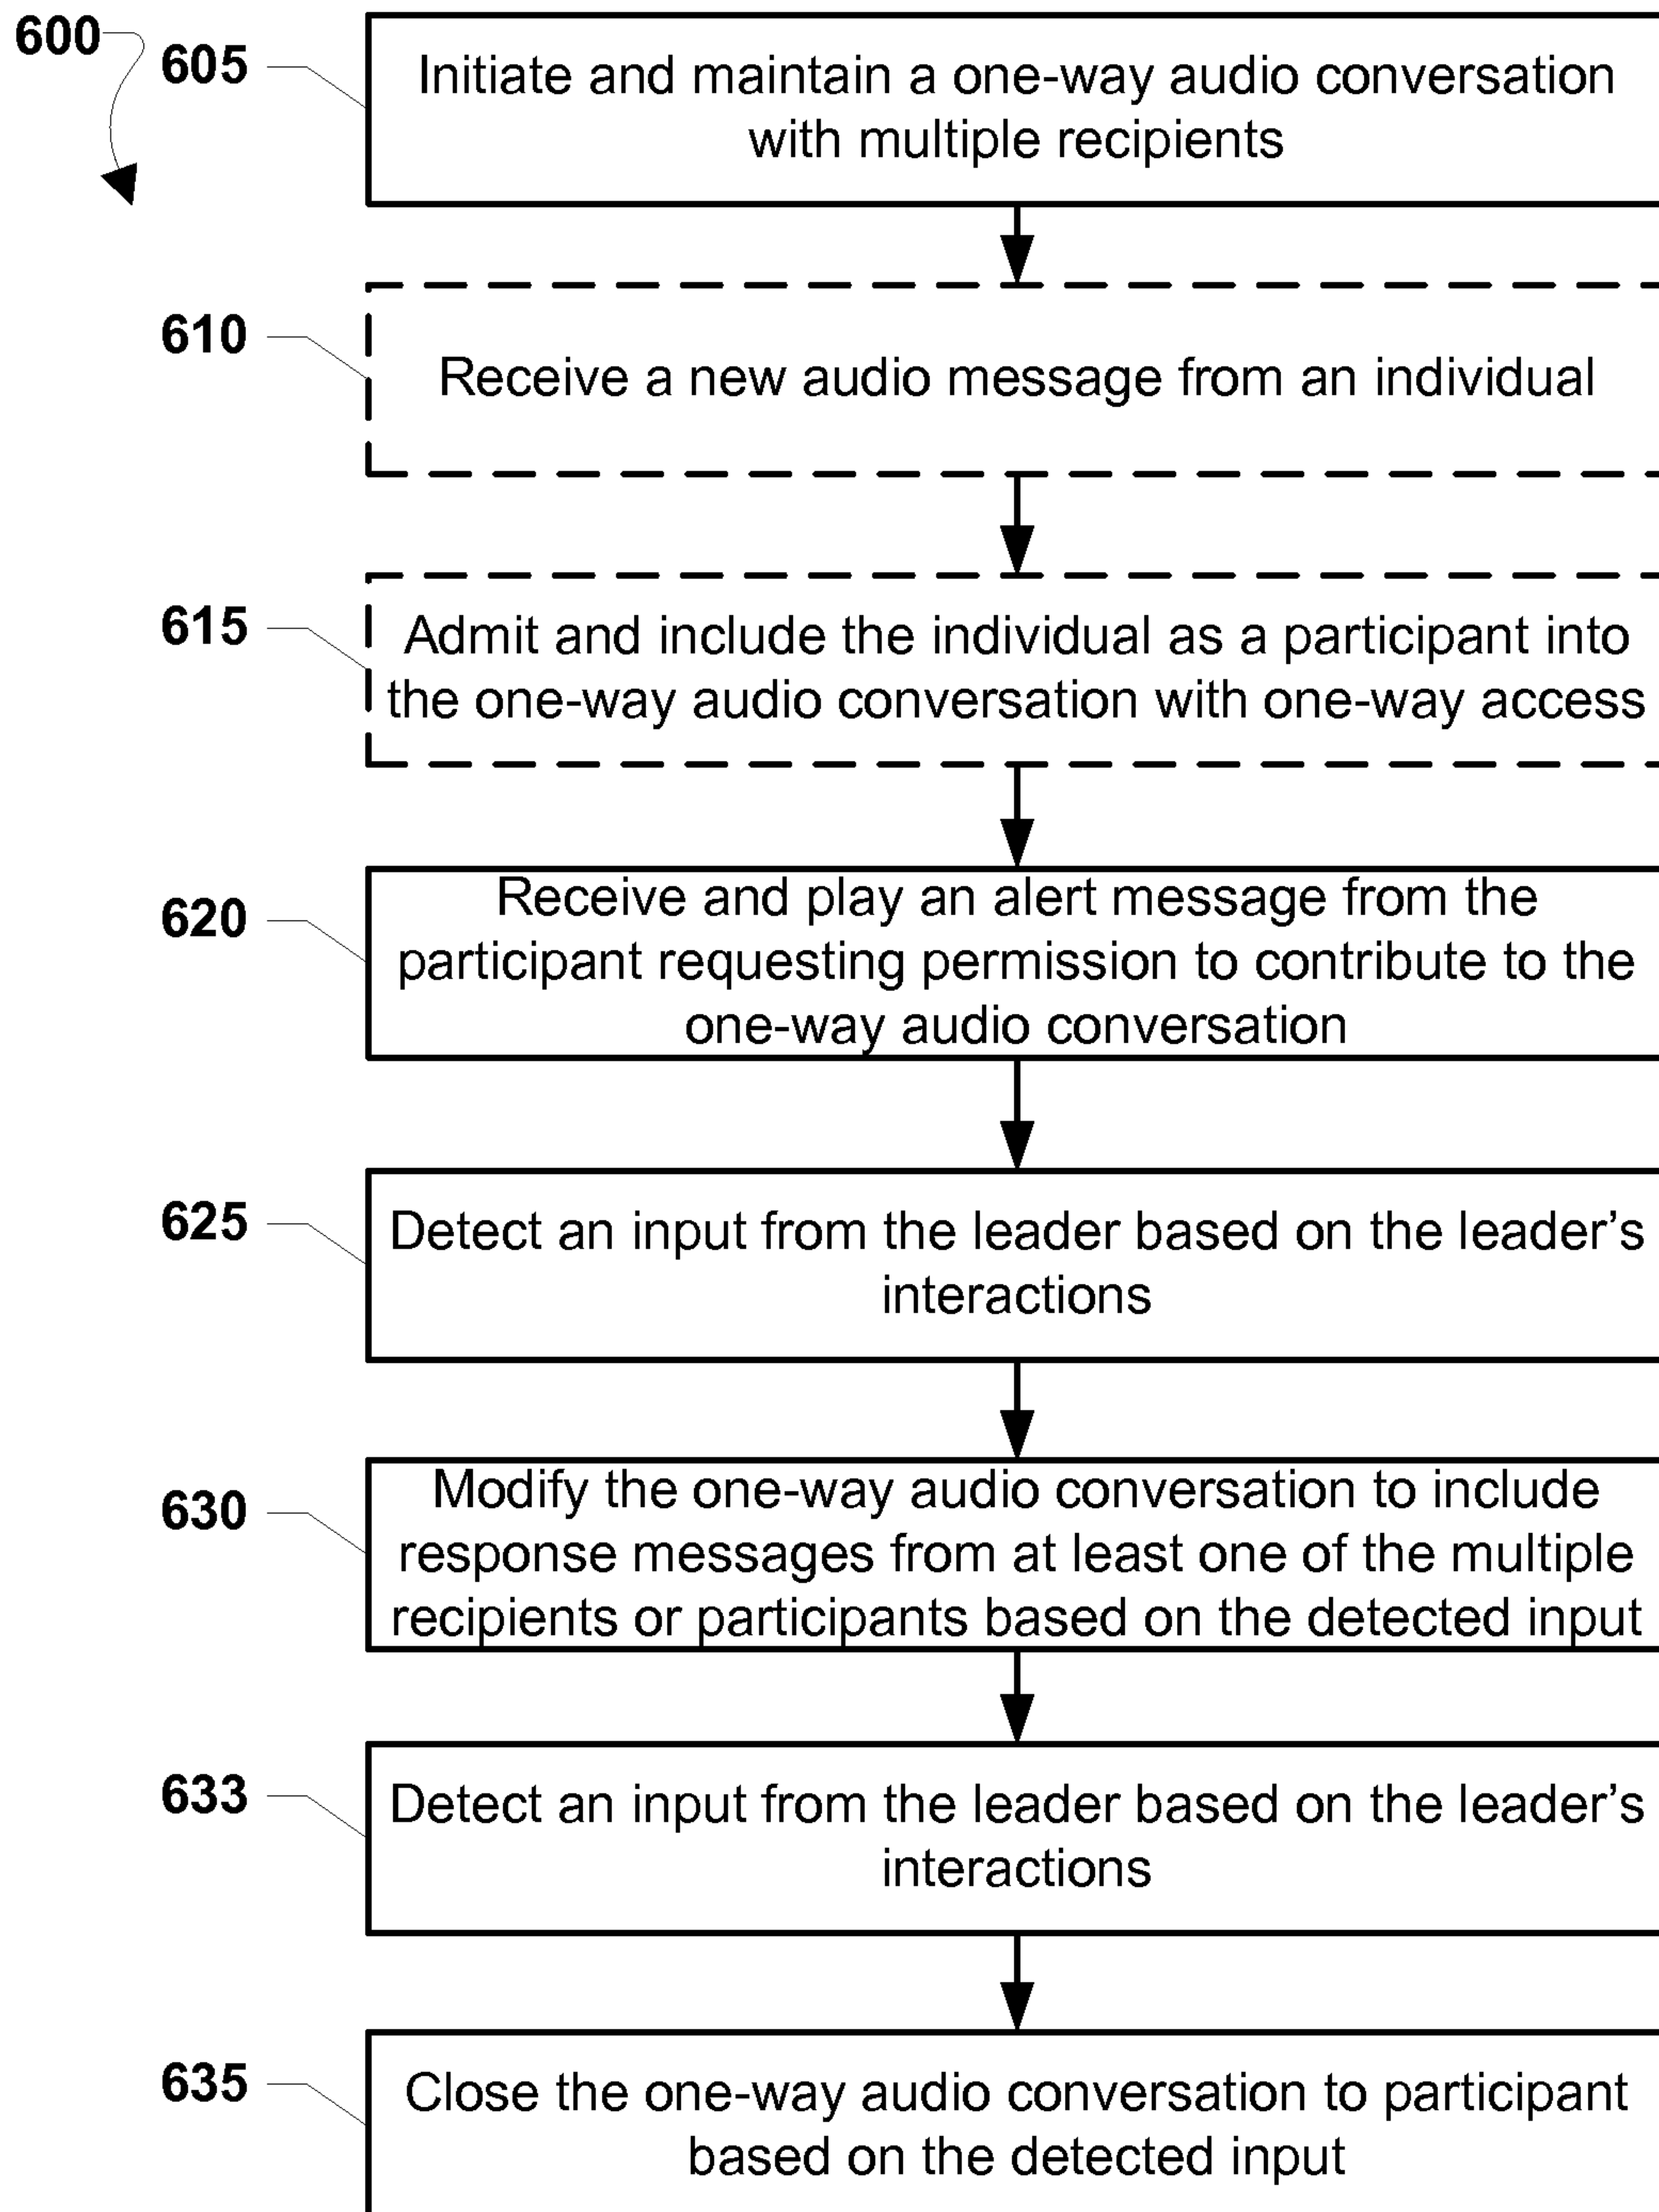 600
605
Initiate and maintain a one-way audio conversation
with multiple recipients
610
Receive a new audio message from an individual
615
Admit and include the individual as a participant into
the one-way audio conversation with one-way access
620
Receive and play an alert message from the
participant requesting permission to contribute to the
one-way audio conversation
625
Detect an input from the leader based on the leader's
interactions
630
Modify the one-way audio conversation to include
response messages from at least one of the multiple
recipients or participants based on the detected input
633
Detect an input from the leader based on the leader's
interactions
635
Close the one-way audio conversation to participant
based on the detected input